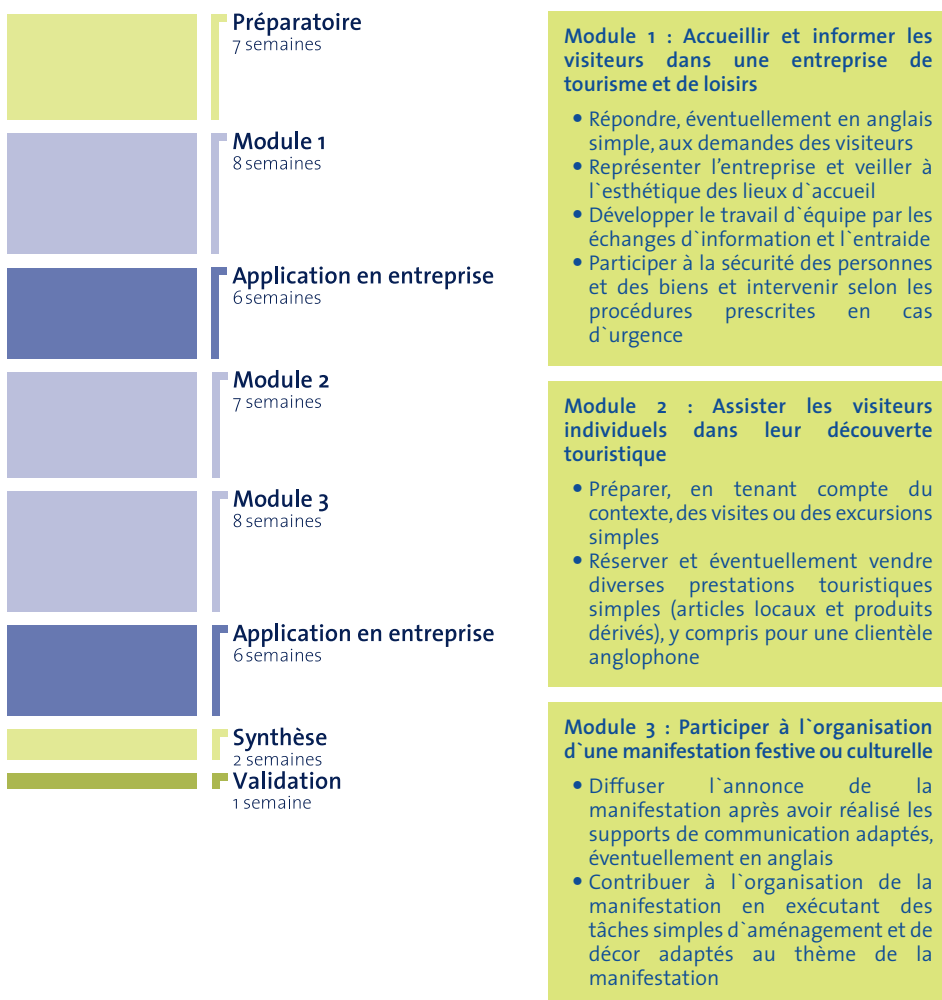 Préparatoire
7 semaines
Module 1
8 semaines
Application en entreprise
6 semaines
Module 2
7 semaines
Module 3
8 semaines
Application en entreprise
6 semaines
Synthèse
2 semaines
Validation
1 semaine
Module 1 : Accueillir et informer les
visiteurs dans une entreprise de
tourisme et de loisirs
• Répondre, éventuellement en anglais
simple, aux demandes des visiteurs
• Représenter l’entreprise et veiller à
l`esthétique des lieux d`accueil
• Développer le travail d`équipe par les
échanges d`information et l`entraide
• Participer à la sécurité des personnes
et des biens et intervenir selon les
procédures prescrites en cas
d`urgence
Module 2 : Assister les visiteurs
individuels dans leur découverte
touristique
• Préparer, en tenant compte du
contexte, des visites ou des excursions
simples
• Réserver et éventuellement vendre
diverses prestations touristiques
simples (articles locaux et produits
dérivés), y compris pour une clientèle
anglophone
Module 3 : Participer à l`organisation
d`une manifestation festive ou culturelle
• Diffuser l`annonce de la
manifestation après avoir réalisé les
supports de communication adaptés,
éventuellement en anglais
• Contribuer à l`organisation de la
manifestation en exécutant des
tâches simples d`aménagement et de
décor adaptés au thème de la
manifestation